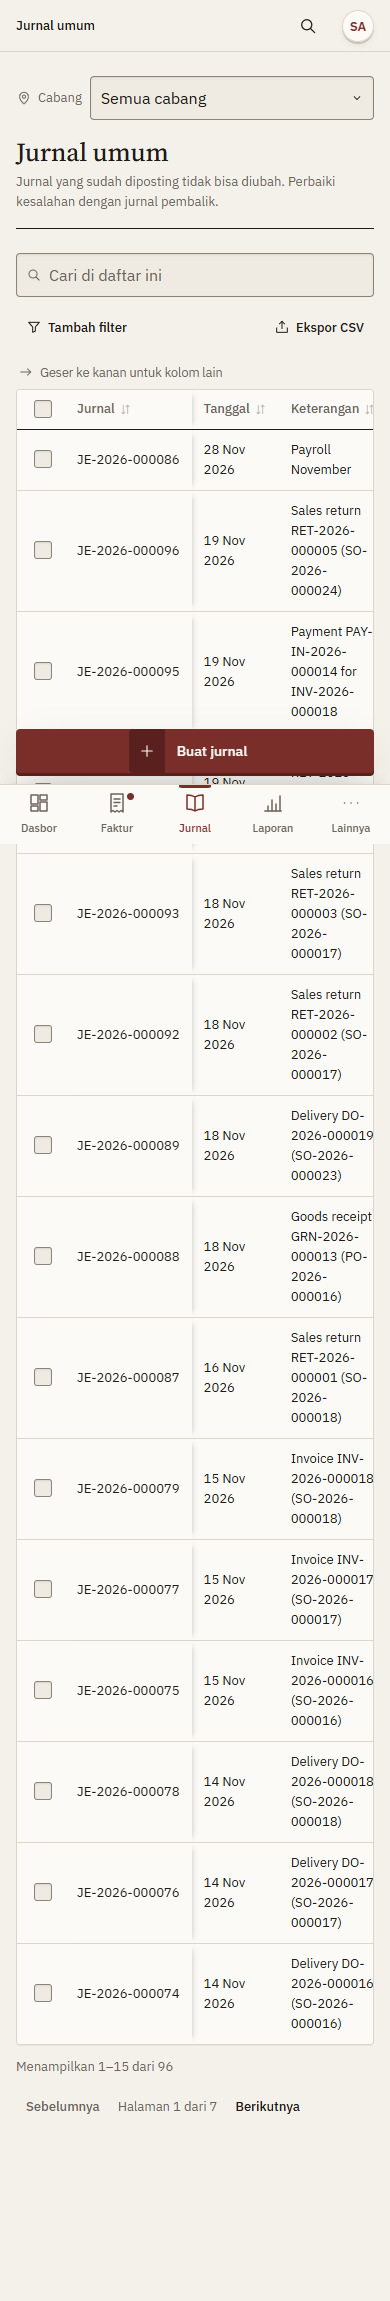 Jurnal umum
SA
Cabang
Semua cabang
Jurnal umum
Jurnal yang sudah diposting tidak bisa diubah. Perbaiki
kesalahan dengan jurnal pembalik.
Cari di daftar ini
Tambah filter
Ekspor CSV
Geser ke kanan untuk kolom lain
Jurnal Tanggal Keterangan
JE-2026-000086
28 Nov
2026
Payroll
November
JE-2026-000096
19 Nov
2026
Sales return
RET-2026-
000005 (SO-
2026-
000024)
JE-2026-000095
19 Nov
2026
Payment PAY-
IN-2026-
000014 for
INV-2026-
000018
Buat jurnal
19 Nov
Dasbor
Faktur
Jurnal
Laporan
Lainnya
JE-2026-000093
18 Nov
2026
Sales return
RET-2026-
000003 (SO-
2026-
000017)
JE-2026-000092
18 Nov
2026
Sales return
RET-2026-
000002 (SO-
2026-
000017)
JE-2026-000089
18 Nov
2026
Delivery DO-
2026-000019
(SO-2026-
000023)
JE-2026-000088
18 Nov
2026
Goods receipt
GRN-2026-
000013 (PO-
2026-
000016)
JE-2026-000087
16 Nov
2026
Sales return
RET-2026-
000001 (SO-
2026-
000018)
JE-2026-000079
15 Nov
2026
Invoice INV-
2026-000018
(SO-2026-
000018)
JE-2026-000077
15 Nov
2026
Invoice INV-
2026-000017
(SO-2026-
000017)
JE-2026-000075
15 Nov
2026
Invoice INV-
2026-000016
(SO-2026-
000016)
JE-2026-000078
14 Nov
2026
Delivery DO-
2026-000018
(SO-2026-
000018)
JE-2026-000076
14 Nov
2026
Delivery DO-
2026-000017
(SO-2026-
000017)
JE-2026-000074
14 Nov
2026
Delivery DO-
2026-000016
(SO-2026-
000016)
Menampilkan 1–15 dari 96
Sebelumnya
Halaman 1 dari 7
Berikutnya